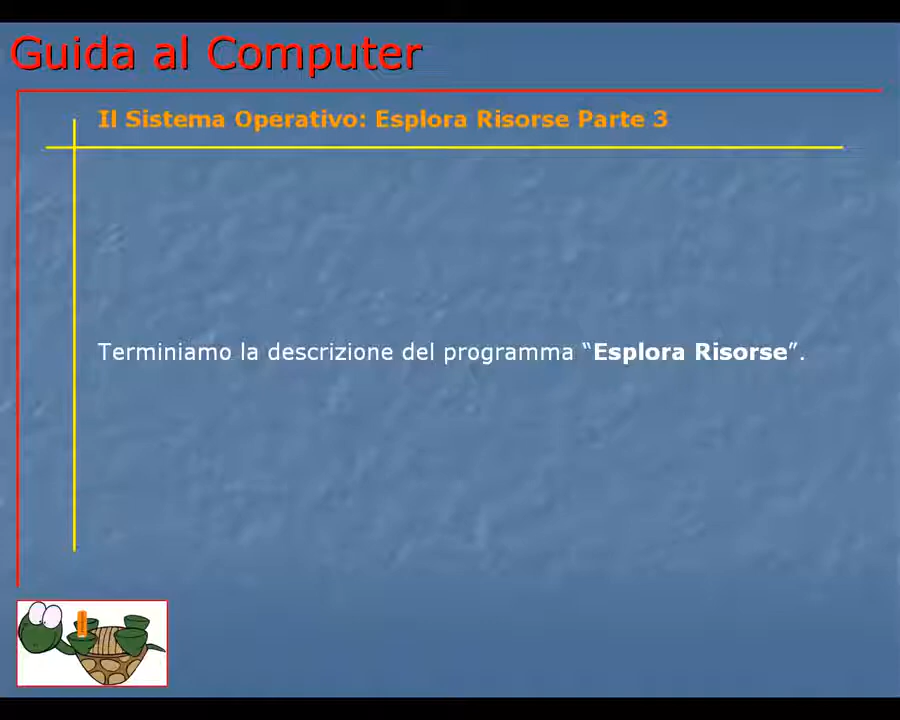 Guida al Computer
Il Sistema Operativo: Esplora Risorse Parte 3
Terminiamo la descrizione del programma “Esplora Risorse”.